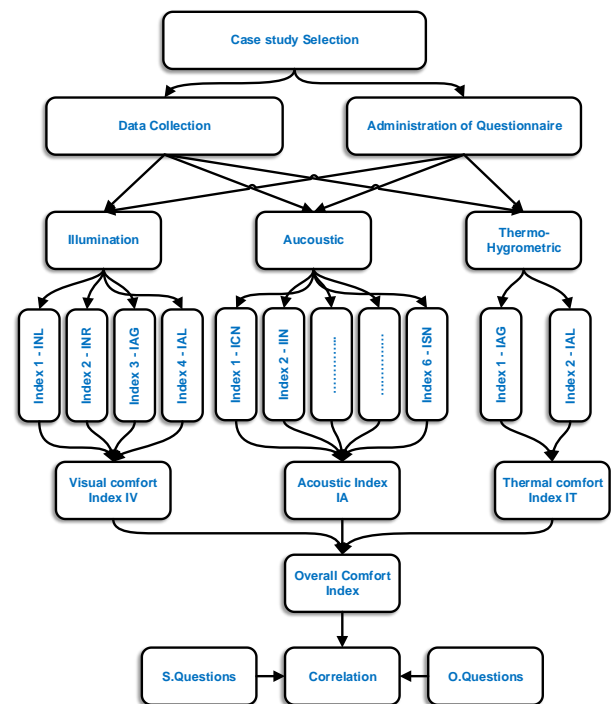 Case study Selection
Data Collection
Administration of Questionnaire
Illumination
Aucoustic
Thermo-
Hygrometric
Index 1 - INL
Index 2 - INR
Index 3 - IAG
Index 4 - IAL
Index 1 - ICN
Index 2 - IIN
..............
................
Index 6 - ISN
Index 1 - IAG
Index 2 - IAL
Visual comfort
Index IV
Acoustic Index
IA
Thermal comfort
Index IT
Overall Comfort
Index
S.Questions
Correlation
O.Questions